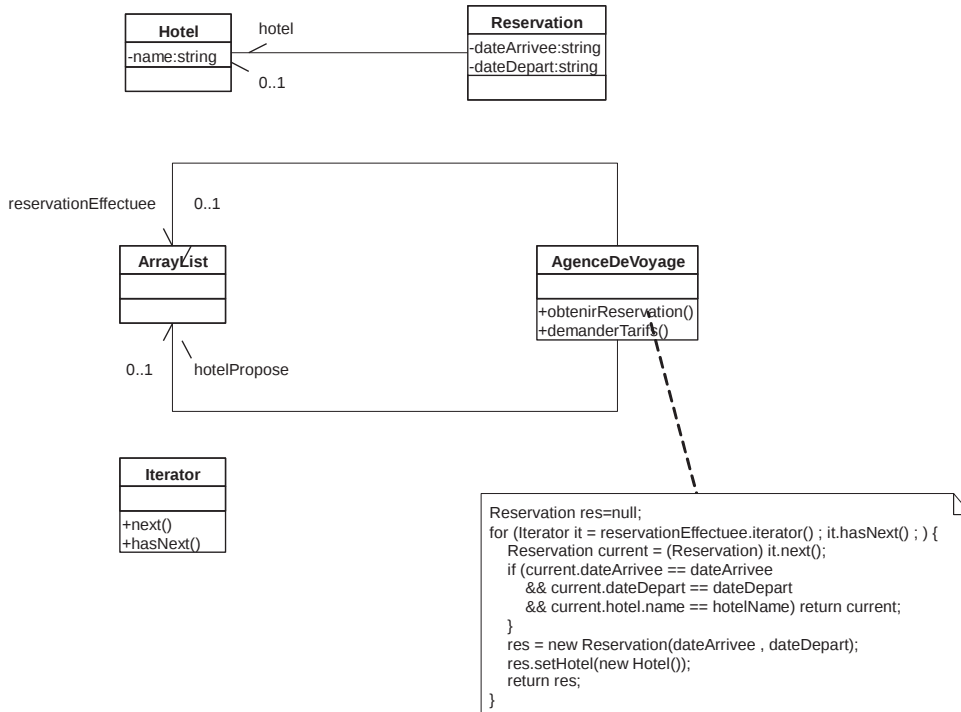 Hotel
-name:string
hotel
0..1
Reservation
-dateArrivee:string
-dateDepart:string
reservationEffectuee
0..1
ArrayList
AgenceDeVoyage
+obtenirReservation()
+demanderTarifs()
0..1
hotelPropose
Iterator
+next()
+hasNext()
Reservation res=null;
for (Iterator it = reservationEffectuee.iterator() ; it.hasNext() ; ) {
Reservation current = (Reservation) it.next();
if (current.dateArrivee == dateArrivee
&& current.dateDepart == dateDepart
&& current.hotel.name == hotelName) return current;
}
res = new Reservation(dateArrivee , dateDepart);
res.setHotel(new Hotel());
return res;
}